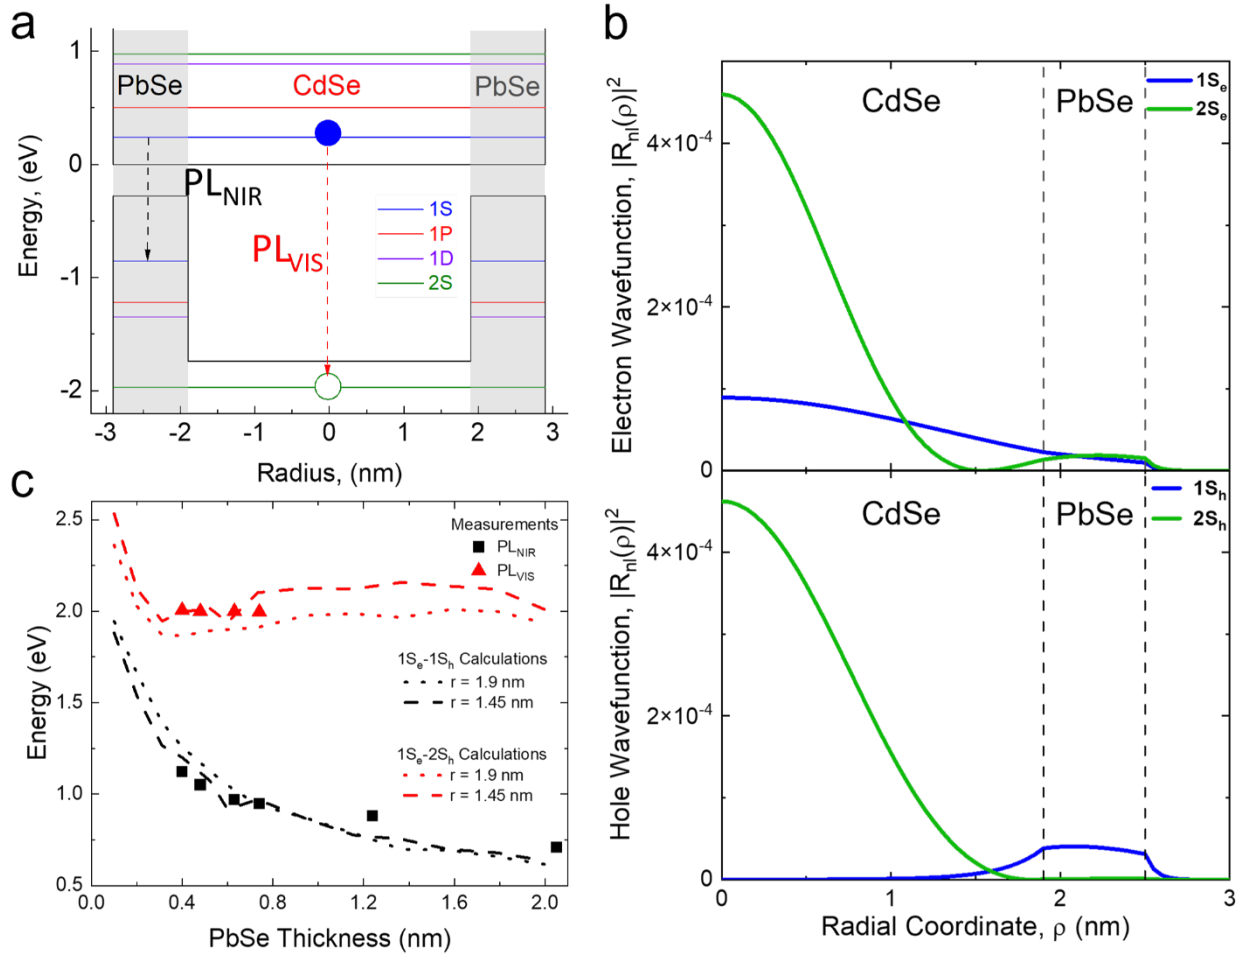 a
1
0
-1
-2
Energy, (eV)
PbSe
CdSe
PbSe
PL_NIR
PL_VIS
1S
1P
1D
2S
-3
-2
-1
0
1
2
3
Radius, (nm)
b
4×10⁻⁴
2×10⁻⁴
0
Electron Wavefunction, |R_nl(ρ)|²
CdSe
PbSe
1S_e
2S_e
4×10⁻⁴
2×10⁻⁴
0
Hole Wavefunction, |R_nl(ρ)|²
CdSe
PbSe
1S_h
2S_h
0
1
2
3
Radial Coordinate, ρ (nm)
c
2.5
2.0
1.5
1.0
0.5
Energy (eV)
Measurements
PL_NIR
PL_VIS
1S_e-1S_h Calculations
r = 1.9 nm
r = 1.45 nm
1S_e-2S_h Calculations
r = 1.9 nm
r = 1.45 nm
0.0
0.4
0.8
1.2
1.6
2.0
PbSe Thickness (nm)